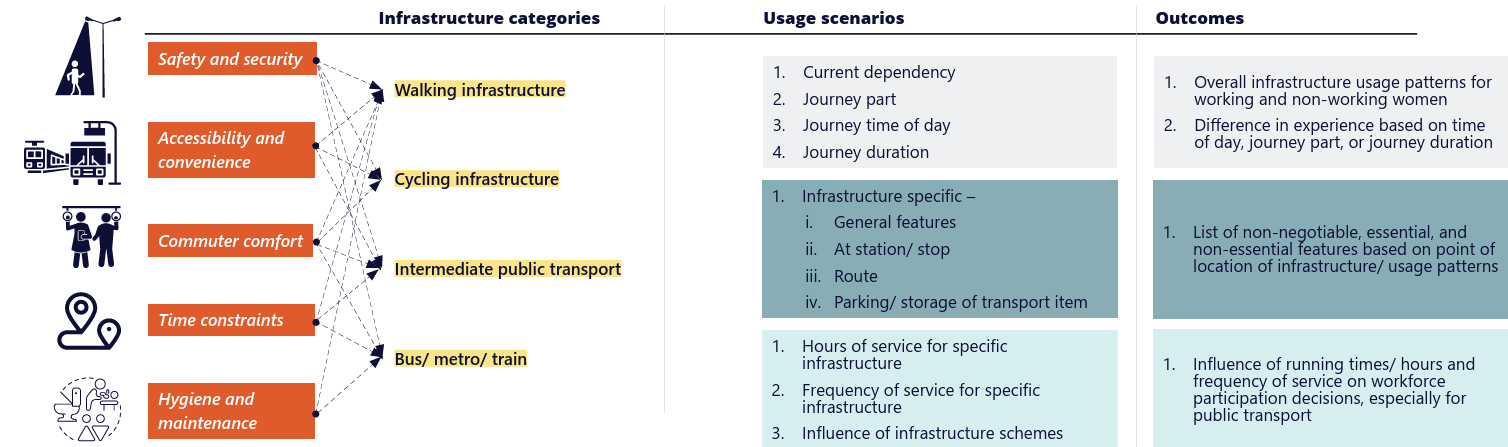 Infrastructure categories
Usage scenarios
Outcomes
Safety and security
Accessibility and
convenience
Commuter comfort
Time constraints
Hygiene and
maintenance
Walking infrastructure
Cycling infrastructure
Intermediate public transport
Bus/ metro/ train
1. Current dependency
2. Journey part
3. Journey time of day
4. Journey duration
1. Infrastructure specific –
i. General features
ii. At station/ stop
iii. Route
iv. Parking/ storage of transport item
1. Hours of service for specific
infrastructure
2. Frequency of service for specific
infrastructure
3. Influence of infrastructure schemes
1. Overall infrastructure usage patterns for
working and non-working women
2. Difference in experience based on time
of day, journey part, or journey duration
1. List of non-negotiable, essential, and
non-essential features based on point of
location of infrastructure/ usage patterns
1. Influence of running times/ hours and
frequency of service on workforce
participation decisions, especially for
public transport